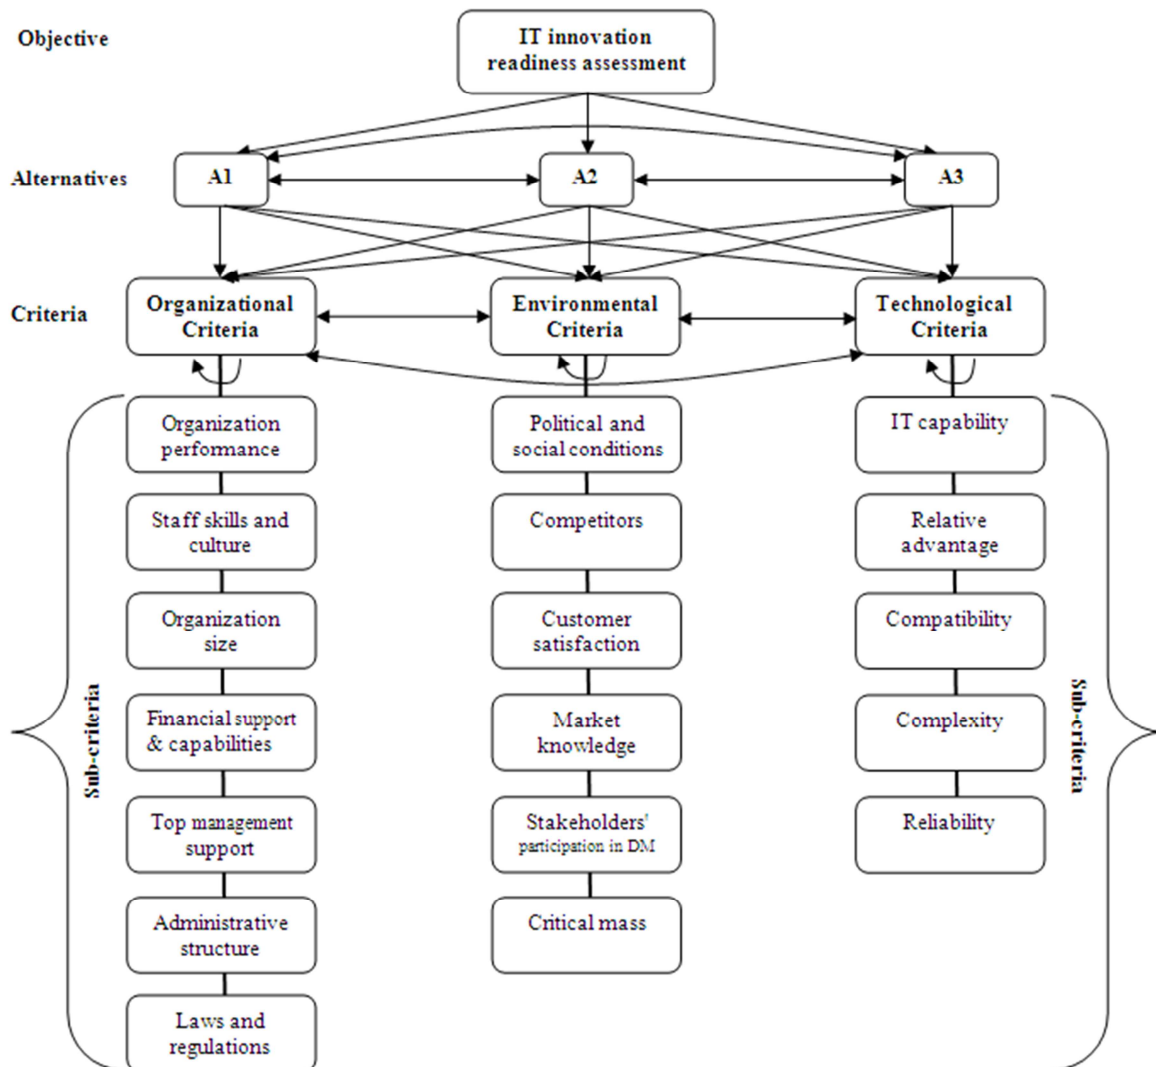 Objective
IT innovation
readiness assessment
Alternatives
A1
A2
A3
Criteria
Organizational
Criteria
Environmental
Criteria
Technological
Criteria
Sub-criteria
Organization
performance
Staff skills and
culture
Organization
size
Financial support
& capabilities
Top management
support
Administrative
structure
Laws and
regulations
Political and
social conditions
Competitors
Customer
satisfaction
Market
knowledge
Stakeholders'
participation in DM
Critical mass
IT capability
Relative
advantage
Compatibility
Complexity
Reliability
Sub-criteria